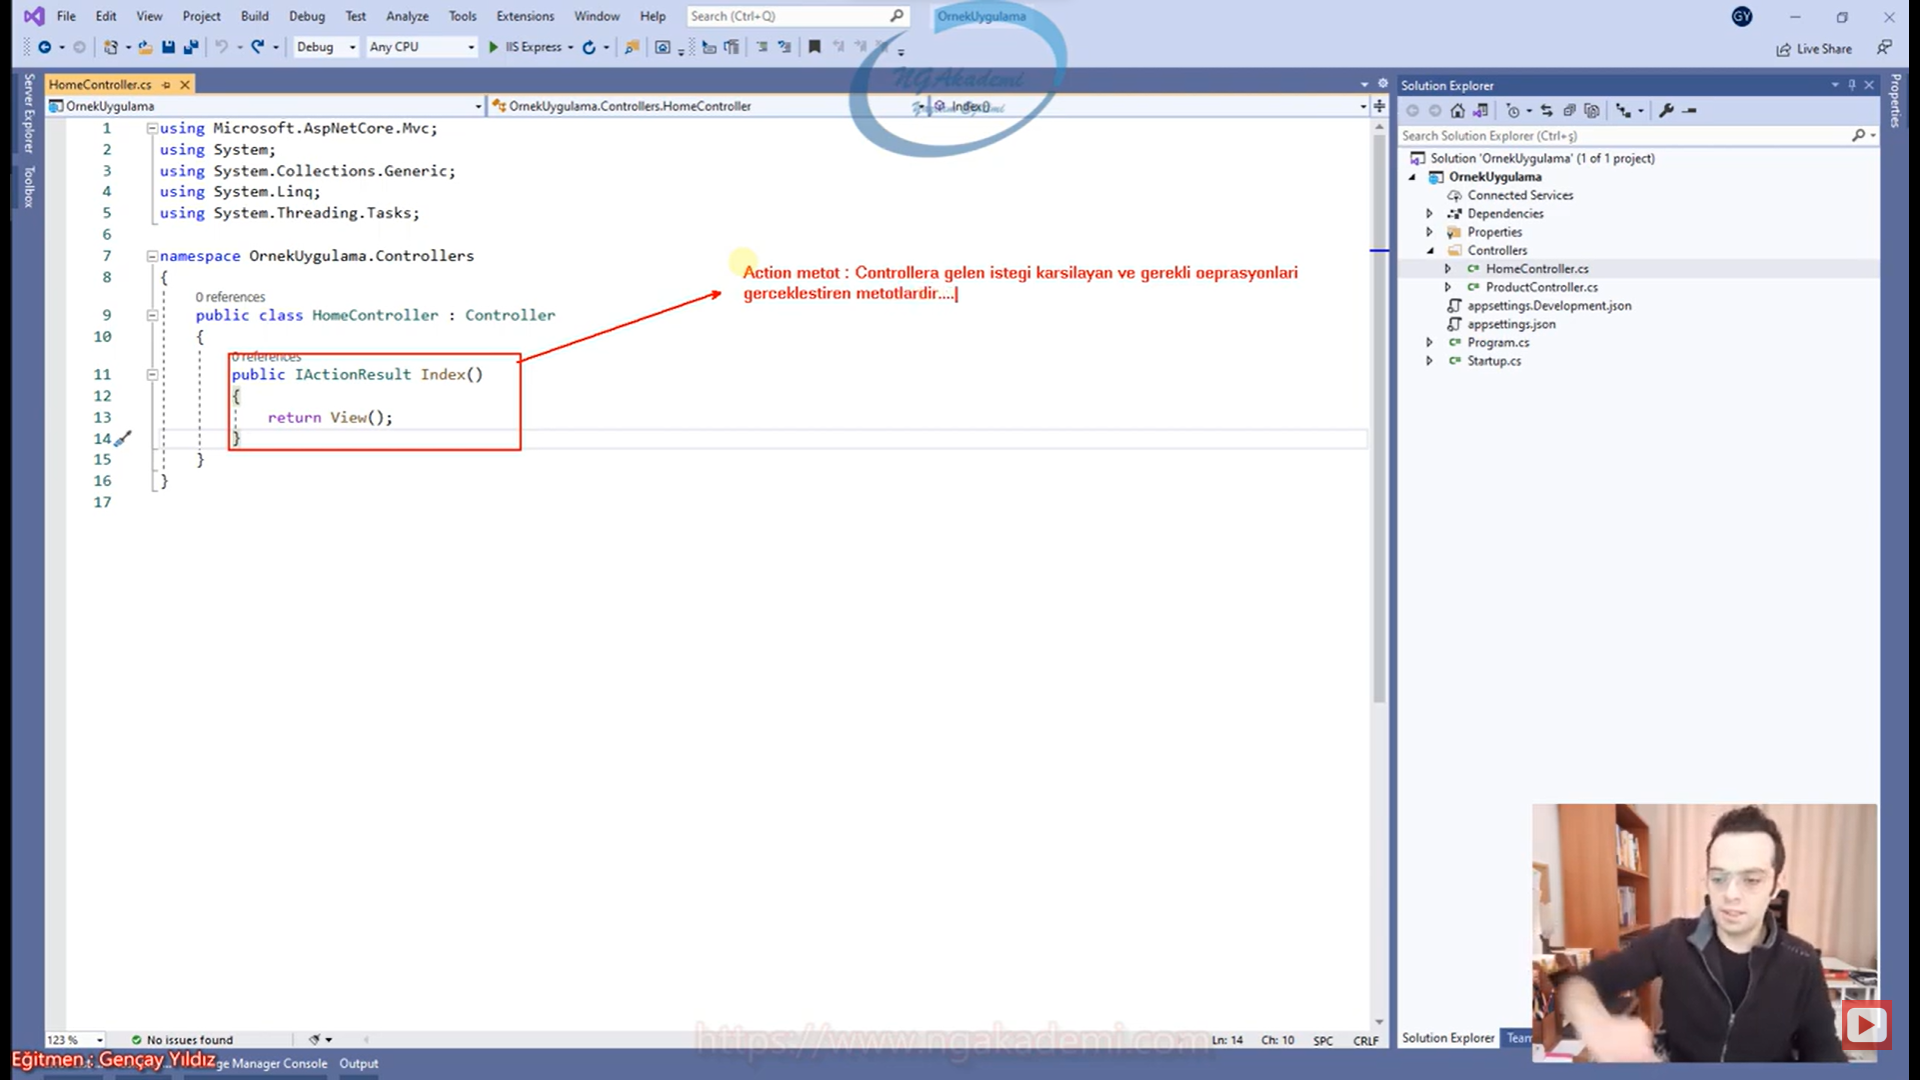 File Edit View Project Build Debug Test Analyze Tools Extensions Window Help Search (Ctrl+Q) OrnekUygulama GY
Debug Any CPU IIS Express Live Share
NGAkademi
HomeController.cs
OrnekUygulama OrnekUygulama.Controllers.HomeController Index()
Server Explorer
Toolbox
1 using Microsoft.AspNetCore.Mvc;
2 using System;
3 using System.Collections.Generic;
4 using System.Linq;
5 using System.Threading.Tasks;
6
7 namespace OrnekUygulama.Controllers
8 {
0 references
9 public class HomeController : Controller
10 {
0 references
11 public IActionResult Index()
12 {
13 return View();
14 }
15 }
16 }
17
Action metot : Controllera gelen istegi karsilayan ve gerekli oeprasyonlari
gerceklestiren metotlardir....
Solution Explorer
Search Solution Explorer (Ctrl+ş)
Solution 'OrnekUygulama' (1 of 1 project)
OrnekUygulama
Connected Services
Dependencies
Properties
Controllers
HomeController.cs
ProductController.cs
appsettings.Development.json
appsettings.json
Program.cs
Startup.cs
Properties
123 % No issues found Ln: 14 Ch: 10 SPC CRLF
https://www.ngakademi.com
Solution Explorer Team
Eğitmen : Gençay Yıldız ge Manager Console Output